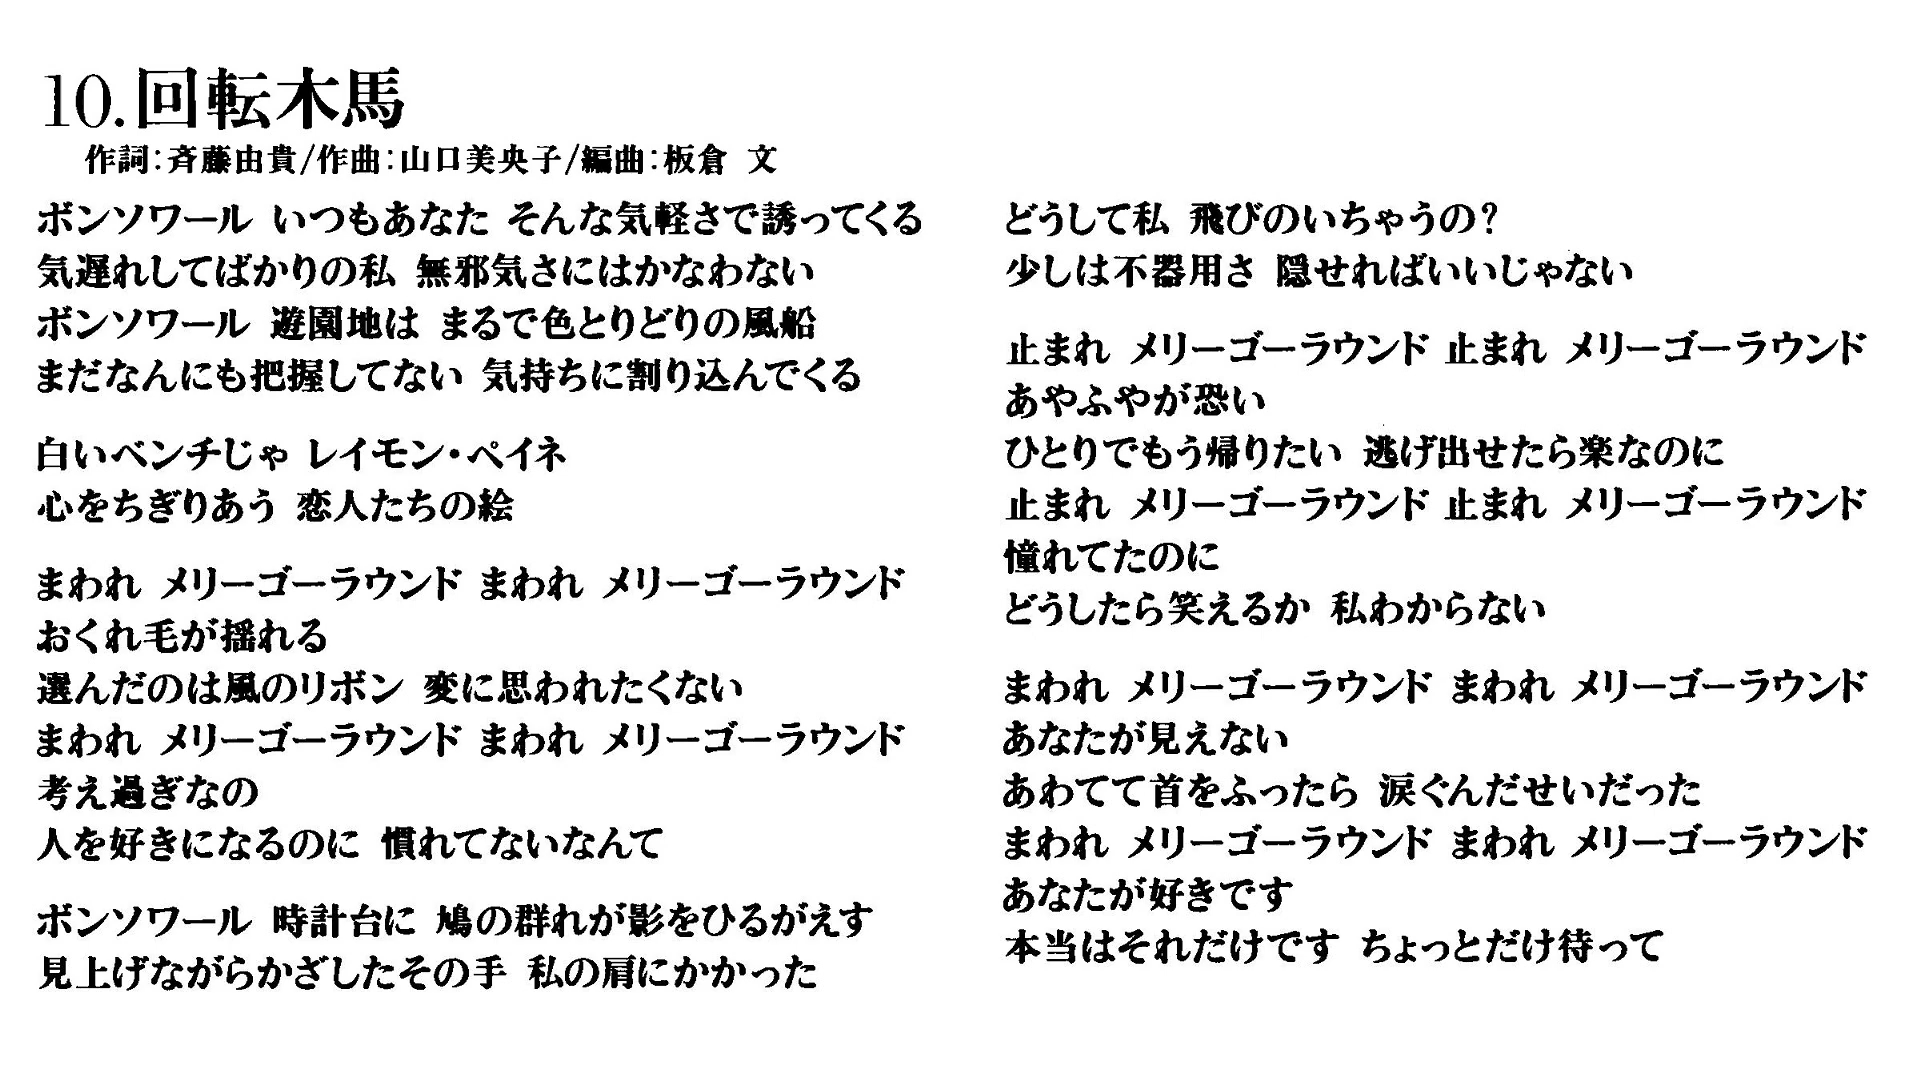 10.回転木馬
作詞:斉藤由貴/作曲:山口美央子/編曲:板倉 文
ボンソワール いつもあなた そんな気軽さで誘ってくる
気遅れしてばかりの私 無邪気さにはかなわない
ボンソワール 遊園地は まるで色とりどりの風船
まだなんにも把握してない 気持ちに割り込んでくる
白いベンチじゃ レイモン・ペイネ
心をちぎりあう 恋人たちの絵
まわれ メリーゴーラウンド まわれ メリーゴーラウンド
おくれ毛が揺れる
選んだのは風のリボン 変に思われたくない
まわれ メリーゴーラウンド まわれ メリーゴーラウンド
考え過ぎなの
人を好きになるのに 慣れてないなんて
ボンソワール 時計台に 鳩の群れが影をひるがえす
見上げながらかざしたその手 私の肩にかかった
どうして私 飛びのいちゃうの?
少しは不器用さ 隠せればいいじゃない
止まれ メリーゴーラウンド 止まれ メリーゴーラウンド
あやふやが恐い
ひとりでもう帰りたい 逃げ出せたら楽なのに
止まれ メリーゴーラウンド 止まれ メリーゴーラウンド
憧れてたのに
どうしたら笑えるか 私わからない
まわれ メリーゴーラウンド まわれ メリーゴーラウンド
あなたが見えない
あわてて首をふったら 涙ぐんだせいだった
まわれ メリーゴーラウンド まわれ メリーゴーラウンド
あなたが好きです
本当はそれだけです ちょっとだけ待って